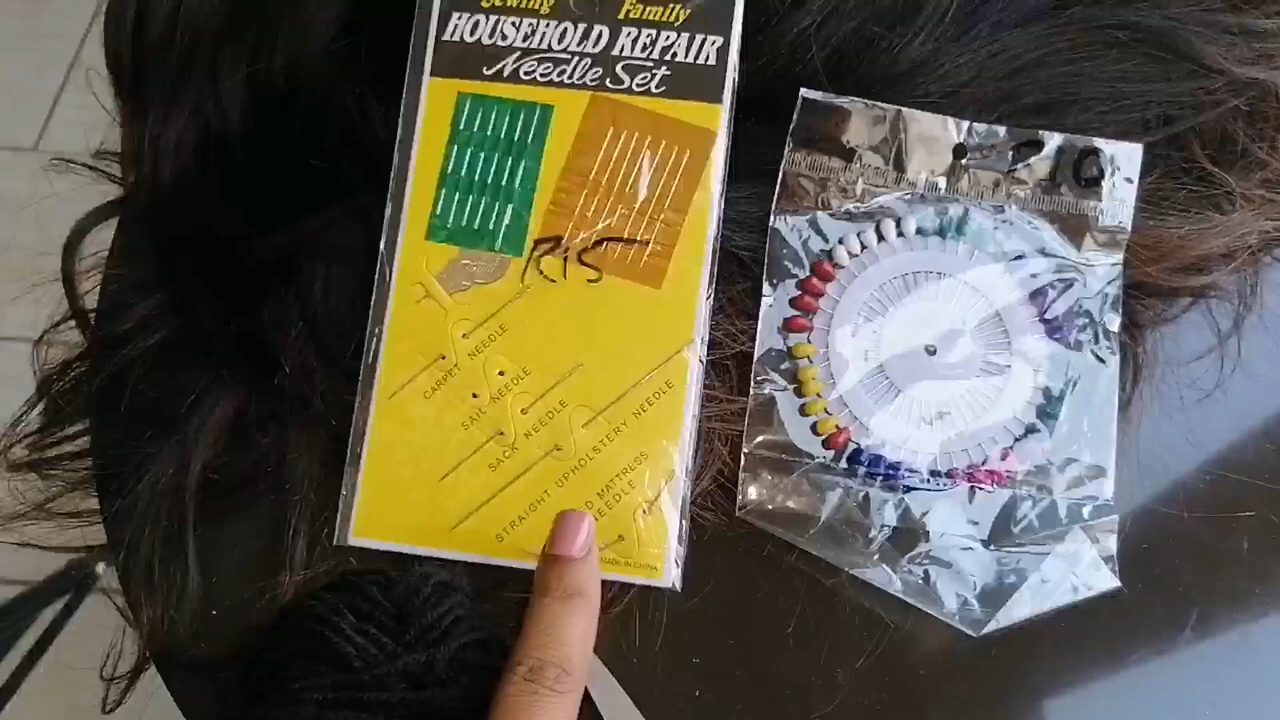 Sewing Family
HOUSEHOLD REPAIR
Needle Set
R15
CARPET NEEDLE
SAIL NEEDLE
SACK NEEDLE
STRAIGHT UPHOLSTERY NEEDLE
MATTRESS
NEEDLE
MADE IN CHINA